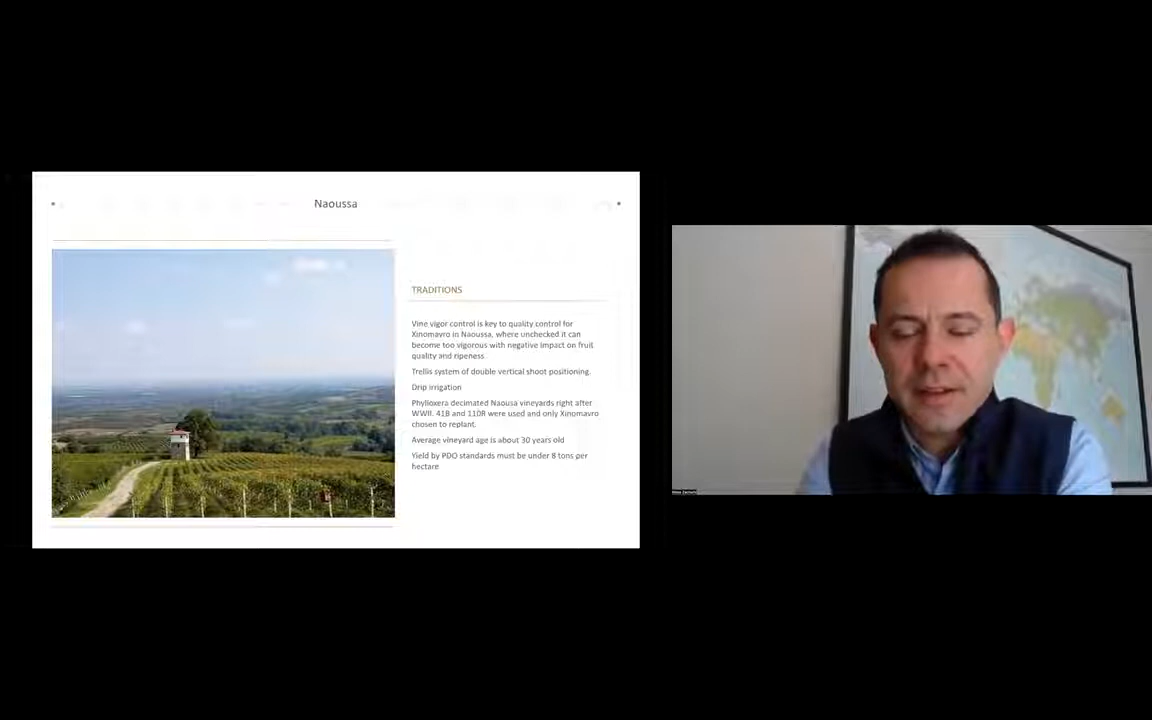 Naoussa
TRADITIONS
Vine vigor control is key to quality control for
Xinomavro in Naoussa, where unchecked it can
become too vigorous with negative impact on fruit
quality and ripeness
Trellis system of double vertical shoot positioning.
Drip irrigation
Phylloxera decimated Naousa vineyards right after
WWII. 41B and 110R were used and only Xinomavro
chosen to replant.
Average vineyard age is about 30 years old
Yield by PDO standards must be under 8 tons per
hectare